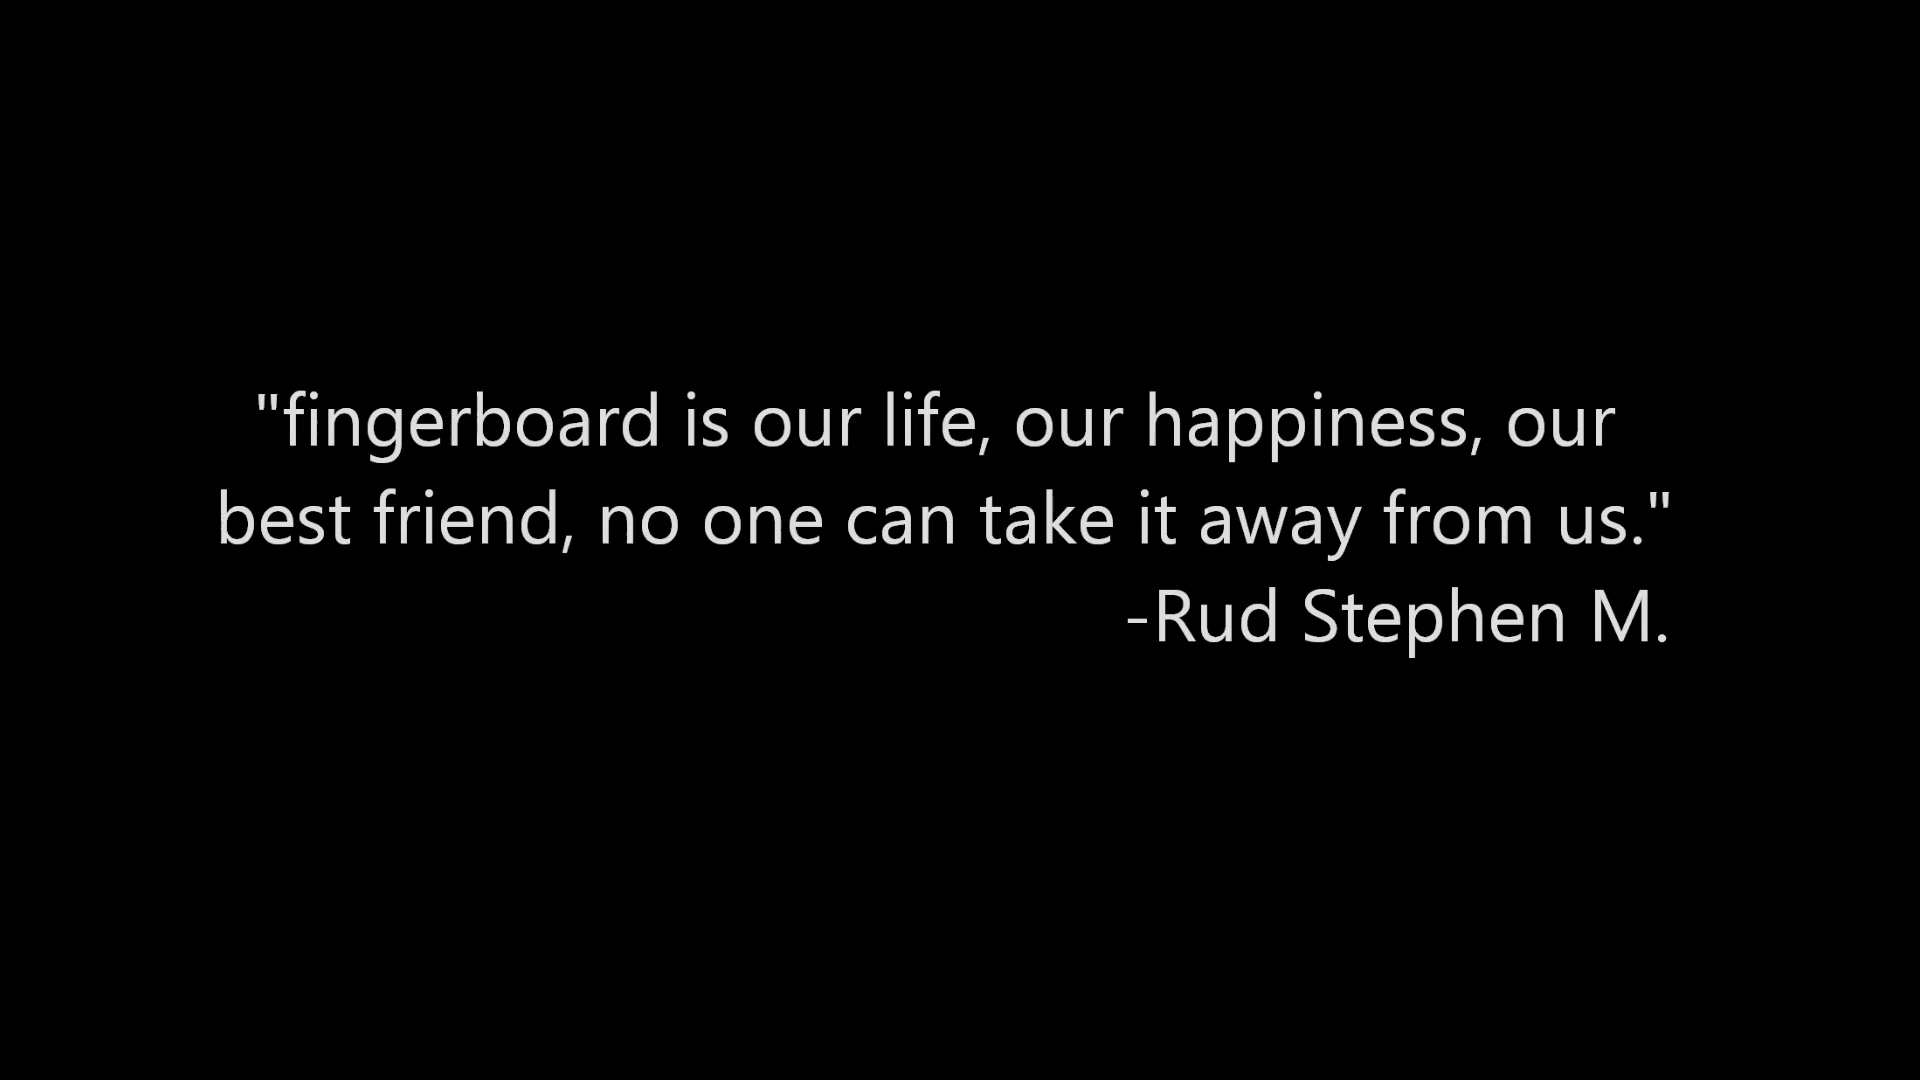 "fingerboard is our life, our happiness, our
best friend, no one can take it away from us."
-Rud Stephen M.